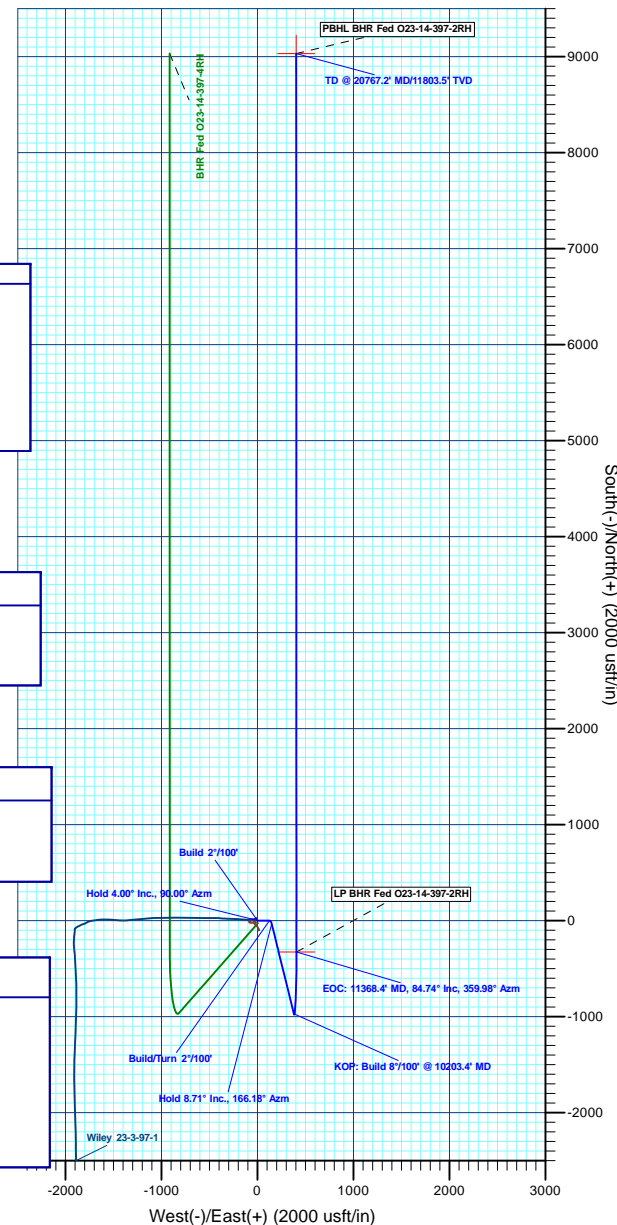 PBHL BHR Fed O23-14-397-2RH
9000
TD @ 20767.2' MD/11803.5' TVD
BHR Fed O23-14-397-4RH
8000
7000
6000
5000
4000
South(-)/North(+) (2000 usft/in)
3000
2000
1000
Build 2°/100'
Hold 4.00° Inc., 90.00° Azm
LP BHR Fed O23-14-397-2RH
0
EOC: 11368.4' MD, 84.74° Inc, 359.98° Azm
-1000
Build/Turn 2°/100'
KOP: Build 8°/100' @ 10203.4' MD
Hold 8.71° Inc., 166.18° Azm
-2000
Wiley 23-3-97-1
-2000 -1000 0 1000 2000 3000
West(-)/East(+) (2000 usft/in)